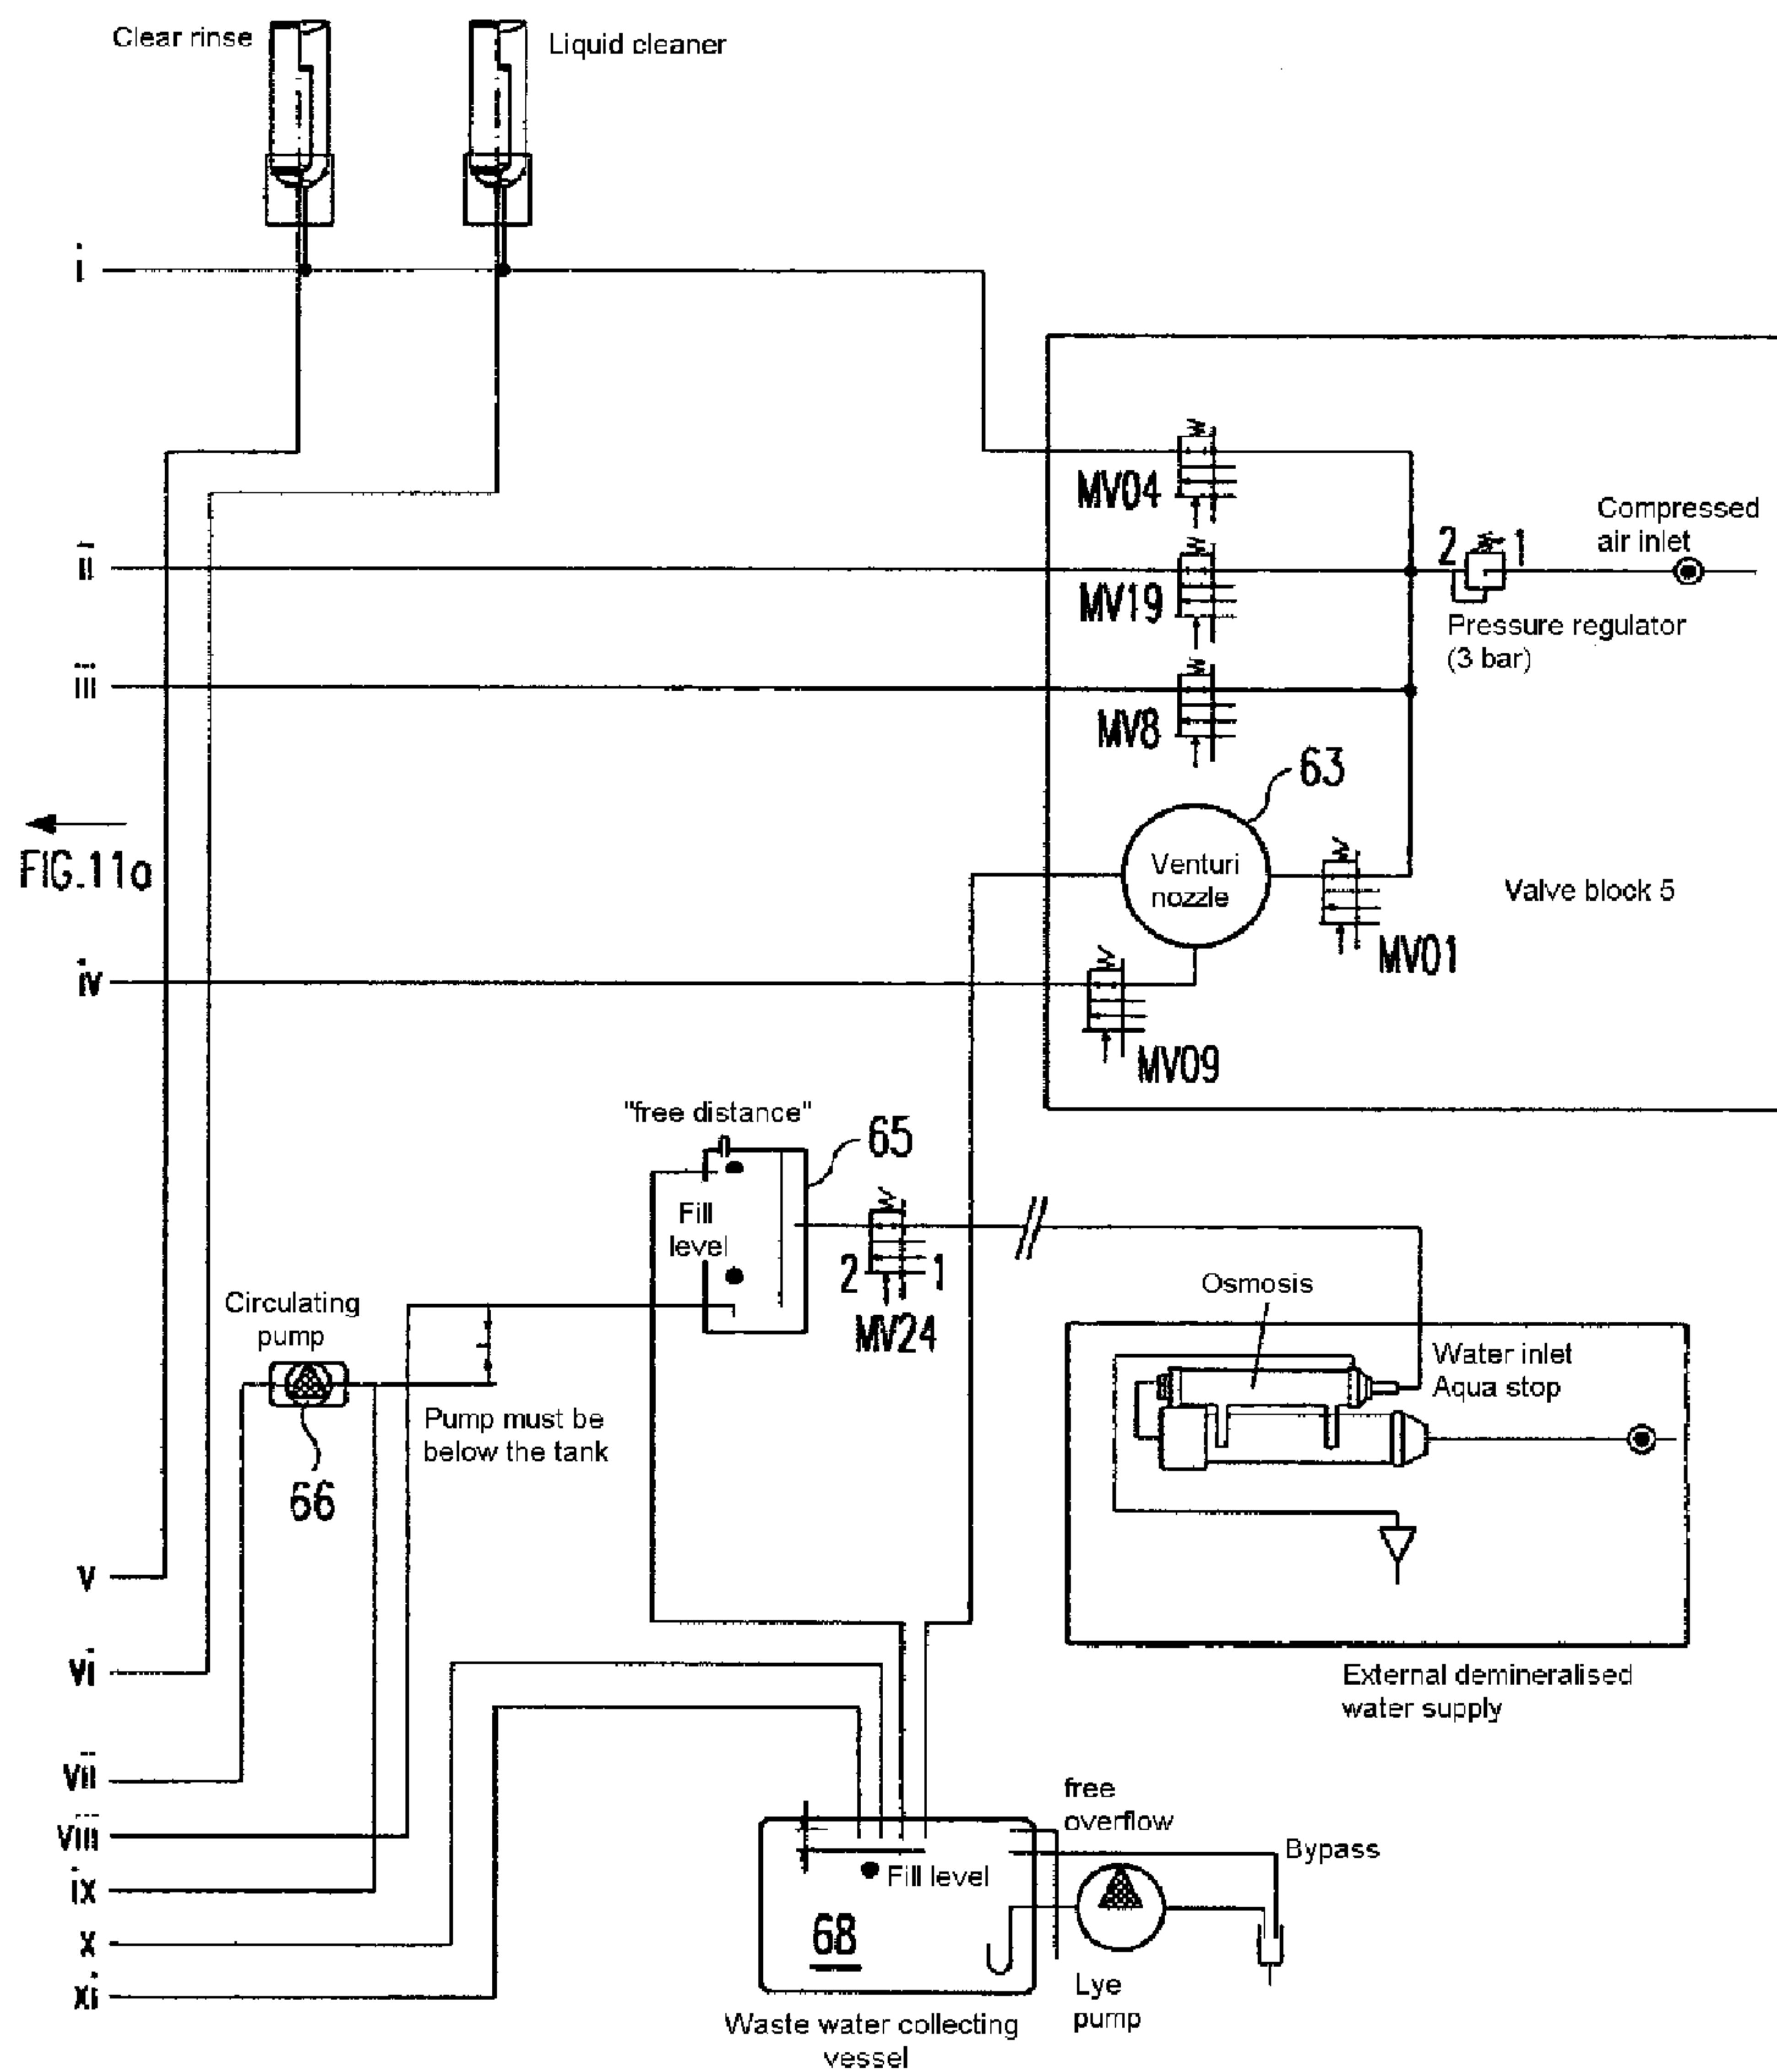 Clear rinse
Liquid cleaner
i
MV04
Compressed
air inlet
2
1
ii
MV19
Pressure regulator
(3 bar)
iii
MV8
63
FIG.11a
Venturi
nozzle
Valve block 5
MV01
iv
MV09
"free distance"
65
Fill
level
2
1
MV24
Circulating
pump
Osmosis
Water inlet
Aqua stop
Pump must be
below the tank
66
v
vi
External demineralised
water supply
vii
viii
free
overflow
Bypass
Fill level
ix
68
x
xi
Lye
pump
Waste water collecting
vessel